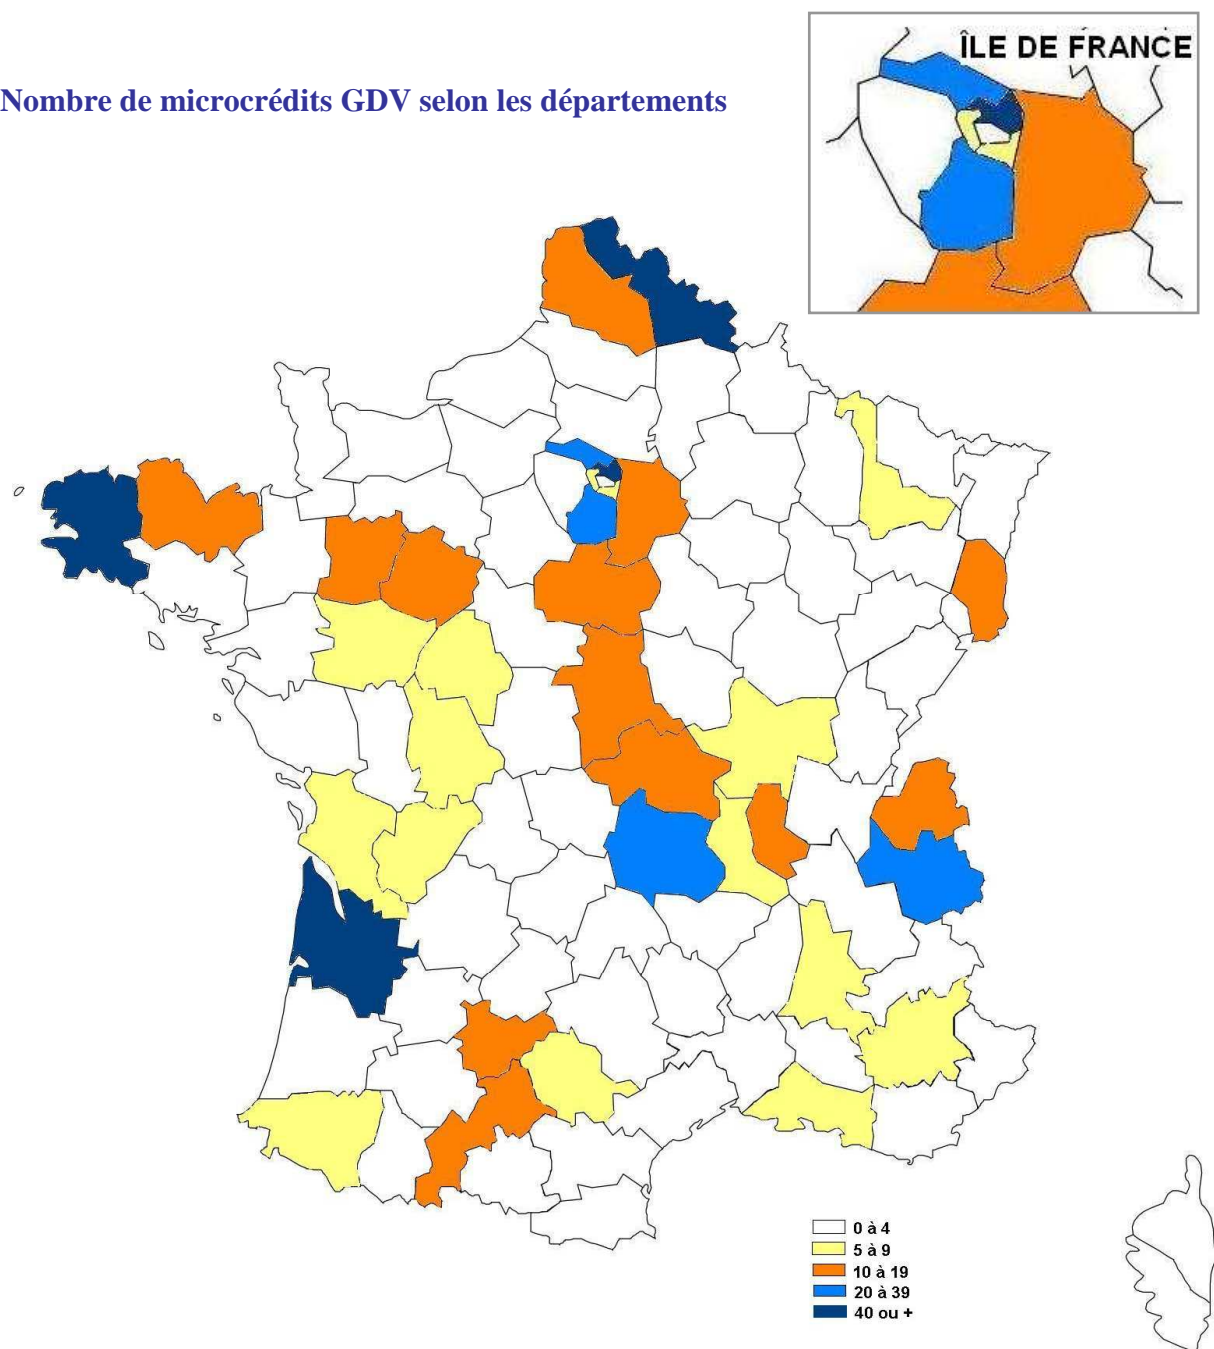 ÎLE DE FRANCE
Nombre de microcrédits GDV selon les départements
0 à 4
5 à 9
10 à 19
20 à 39
40 ou +